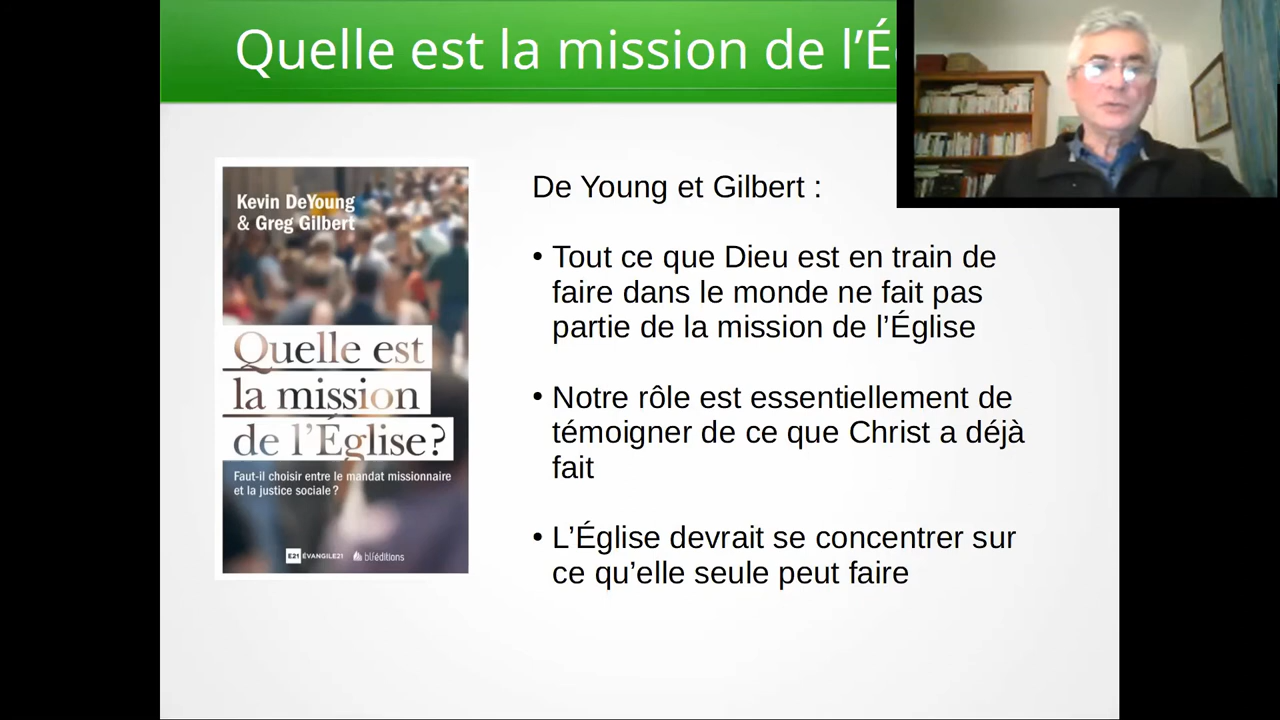 Quelle est la mission de l’É
Kevin DeYoung
& Greg Gilbert
Quelle est
la mission
de l’Église?
Faut-il choisir entre le mandat missionnaire
et la justice sociale ?
E21 ÉVANGILE21 blféditions
De Young et Gilbert :
• Tout ce que Dieu est en train de
faire dans le monde ne fait pas
partie de la mission de l’Église
• Notre rôle est essentiellement de
témoigner de ce que Christ a déjà
fait
• L’Église devrait se concentrer sur
ce qu’elle seule peut faire